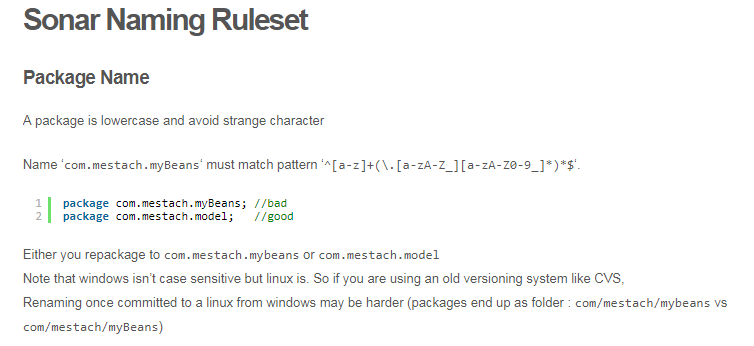 Sonar Naming Ruleset
Package Name
A package is lowercase and avoid strange character
Name ‘com.mestach.myBeans‘ must match pattern ‘^[a-z]+(\.[a-zA-Z_][a-zA-Z0-9_]*)*$‘.
1 package com.mestach.myBeans; //bad
2 package com.mestach.model;   //good
Either you repackage to com.mestach.mybeans or com.mestach.model
Note that windows isn’t case sensitive but linux is. So if you are using an old versioning system like CVS,
Renaming once committed to a linux from windows may be harder (packages end up as folder : com/mestach/mybeans vs
com/mestach/myBeans)